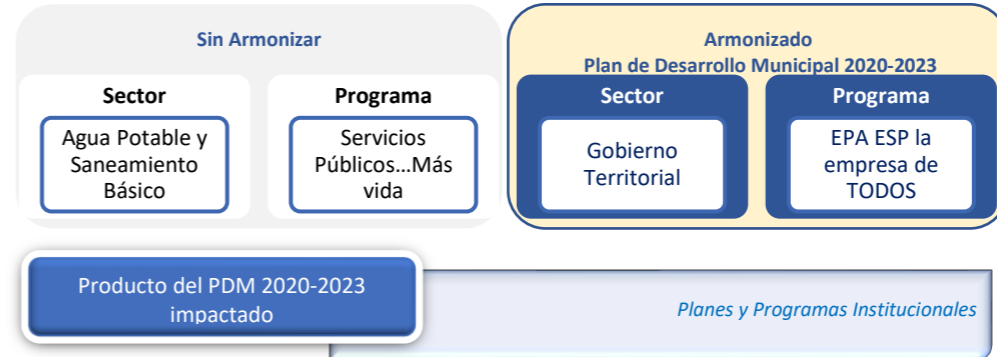 Sin Armonizar
Sector
Agua Potable y
Saneamiento
Básico
Programa
Servicios
Públicos...Más
vida
Armonizado
Plan de Desarrollo Municipal 2020-2023
Sector
Gobierno
Territorial
Programa
EPA ESP la
empresa de
TODOS
Producto del PDM 2020-2023
impactado
Planes y Programas Institucionales